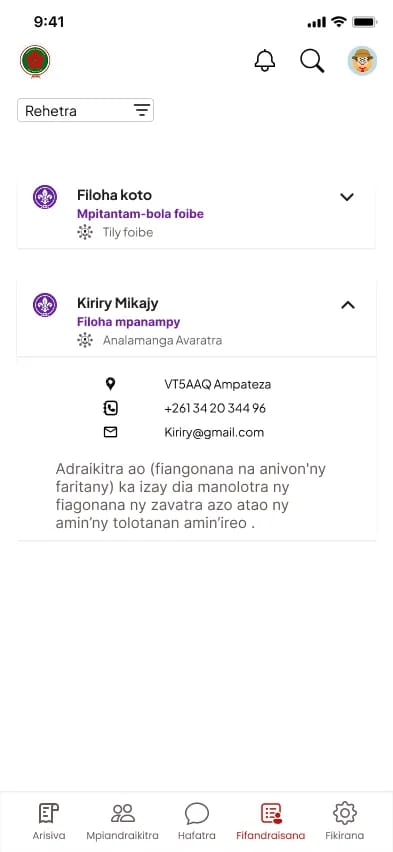 9:41
Rehetra
Filoha koto
Mpitantam-bola foibe
Tily foibe
Kiriry Mikajy
Filoha mpanampy
Analamanga Avaratra
VT5AAQ Ampateza
+261 34 20 344 96
Kiriry@gmail.com
Adraikitra ao (fiangonana na anivon'ny
faritany) ka izay dia manolotra ny
fiagonana ny zavatra azo atao ny
amin’ny tolotanan amin’ireo .
Arisiva Mpiandraikitra Hafatra Fifandraisana Fikirana